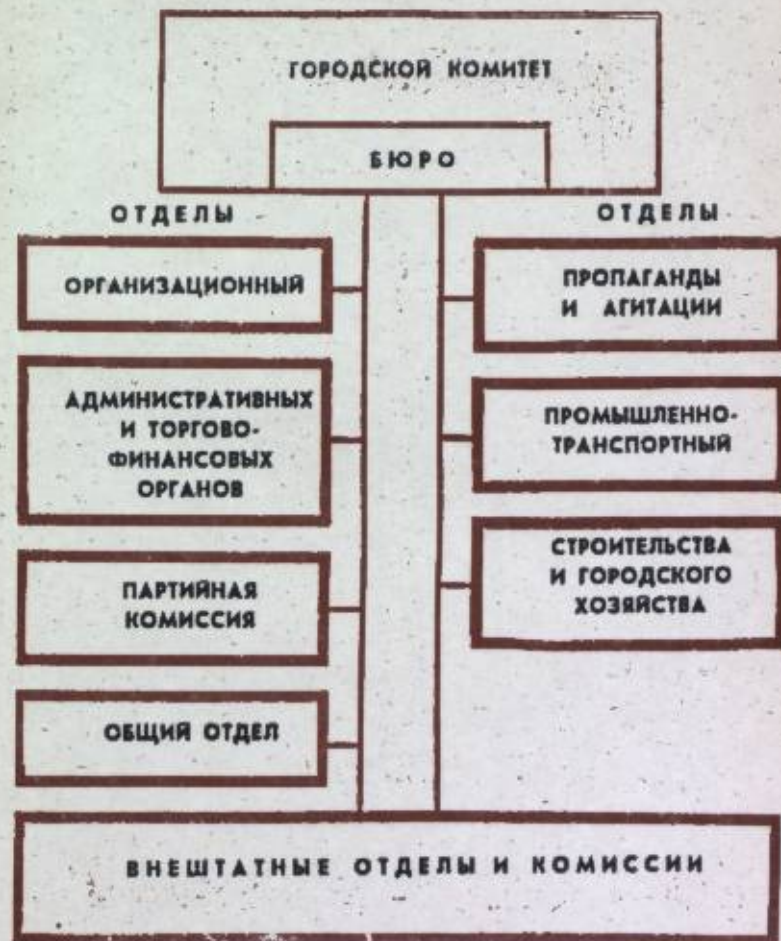 ГОРОДСКОЙ КОМИТЕТ
БЮРО
ОТДЕЛЫ
ОРГАНИЗАЦИОННЫЙ
АДМИНИСТРАТИВНЫХ
И ТОРГОВО-
ФИНАНСОВЫХ
ОРГАНОВ
ПАРТИЙНАЯ
КОМИССИЯ
ОБЩИЙ ОТДЕЛ
ОТДЕЛЫ
ПРОПАГАНДЫ
И АГИТАЦИИ
ПРОМЫШЛЕННО-
ТРАНСПОРТНЫЙ
СТРОИТЕЛЬСТВА
И ГОРОДСКОГО
ХОЗЯЙСТВА
ВНЕШТАТНЫЕ ОТДЕЛЫ И КОМИССИИ